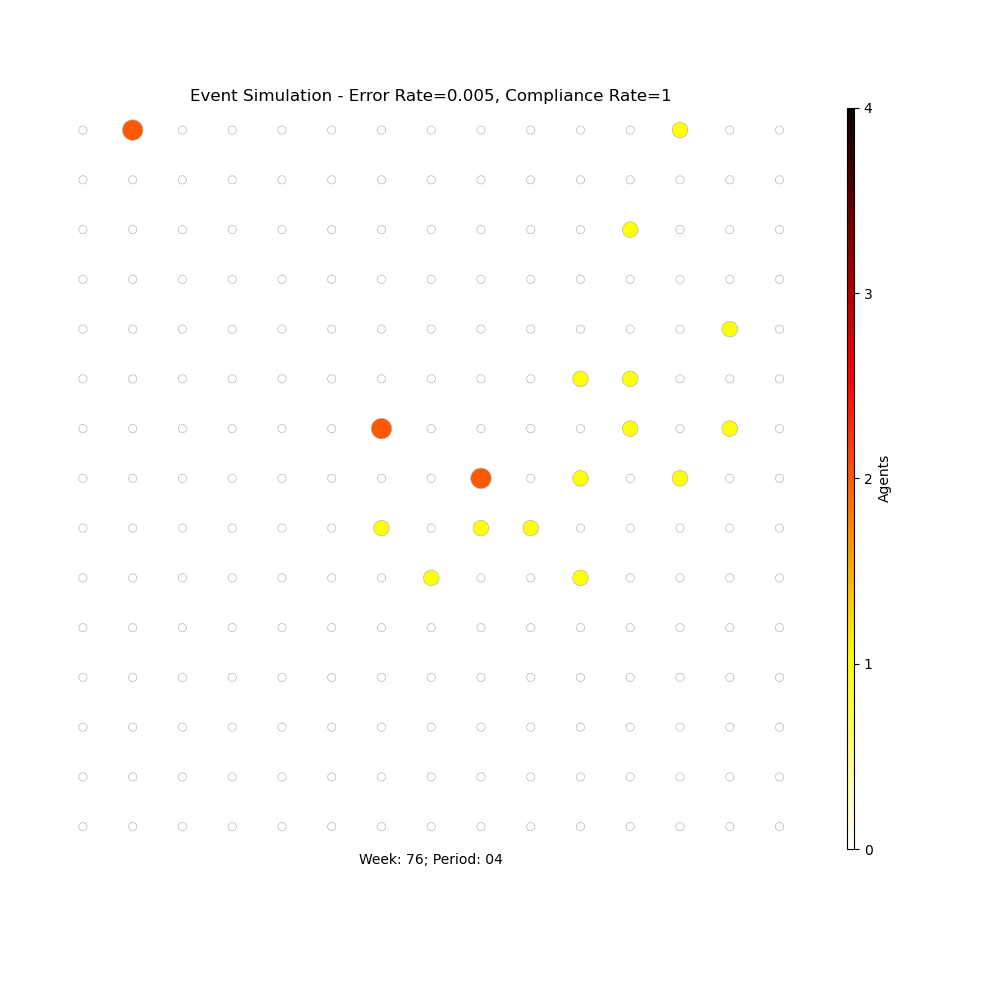 Event Simulation - Error Rate=0.005, Compliance Rate=1
4
3
2
1
0
Agents
Week: 76; Period: 04